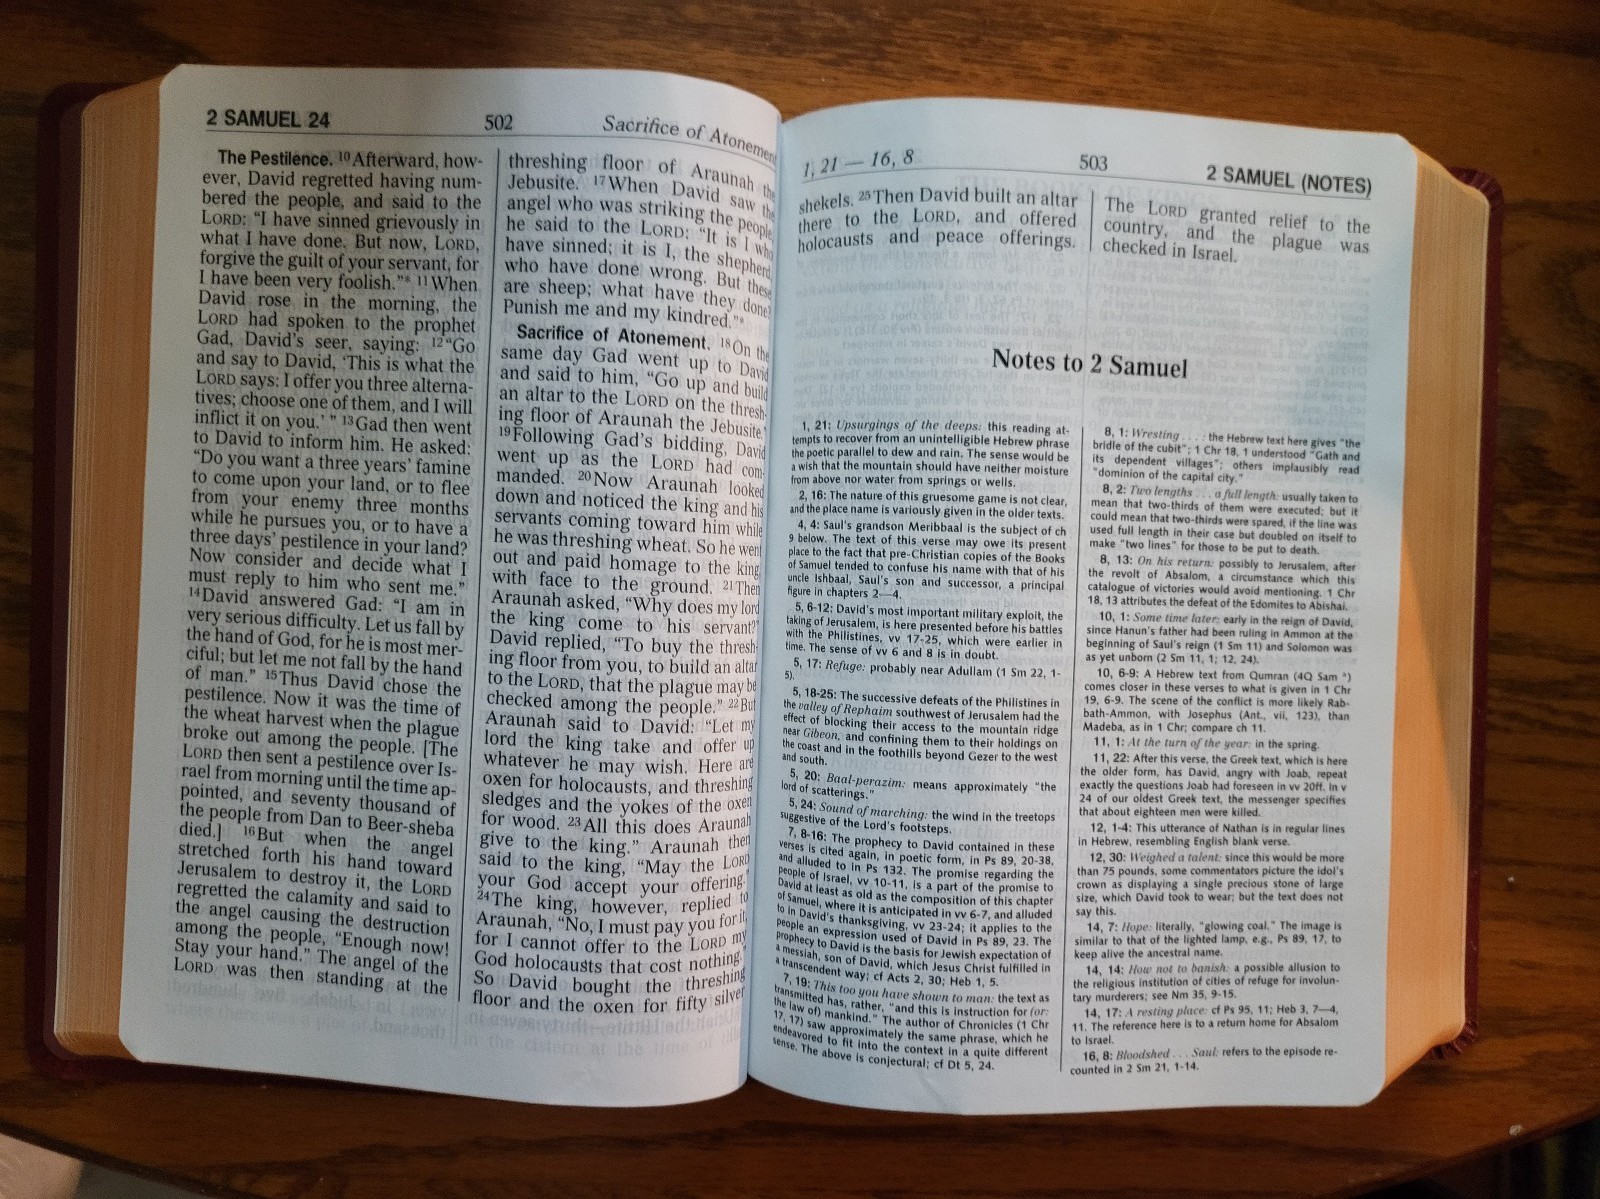 2 SAMUEL 24
502
Sacrifice of Atonement
The Pestilence. 10Afterward, how-
ever, David regretted having num-
bered the people, and said to the
LORD: “I have sinned grievously in
what I have done. But now, LORD,
forgive the guilt of your servant, for
I have been very foolish.”* 11When
David rose in the morning, the
LORD had spoken to the prophet
Gad, David’s seer, saying: 12“Go
and say to David, ‘This is what the
LORD says: I offer you three alterna-
tives; choose one of them, and I will
inflict it on you.’ ” 13Gad then went
to David to inform him. He asked:
“Do you want a three years’ famine
to come upon your land, or to flee
from your enemy three months
while he pursues you, or to have a
three days’ pestilence in your land?
Now consider and decide what I
must reply to him who sent me.”
14David answered Gad: “I am in
very serious difficulty. Let us fall by
the hand of God, for he is most mer-
ciful; but let me not fall by the hand
of man.” 15Thus David chose the
pestilence. Now it was the time of
the wheat harvest when the plague
broke out among the people. [The
LORD then sent a pestilence over Is-
rael from morning until the time ap-
pointed, and seventy thousand of
the people from Dan to Beer-sheba
died.] 16But when the angel
stretched forth his hand toward
Jerusalem to destroy it, the LORD
regretted the calamity and said to
the angel causing the destruction
among the people, “Enough now!
Stay your hand.” The angel of the
LORD was then standing at the
threshing floor of Araunah the
Jebusite. 17When David saw the
angel who was striking the people,
he said to the LORD: “It is I who
have sinned; it is I, the shepherd,
who have done wrong. But these
are sheep; what have they done?
Punish me and my kindred.”*
Sacrifice of Atonement. 18On the
same day Gad went up to David
and said to him, “Go up and build
an altar to the LORD on the thresh-
ing floor of Araunah the Jebusite.”
19Following Gad’s bidding, David
went up as the LORD had com-
manded. 20Now Araunah looked
down and noticed the king and his
servants coming toward him while
he was threshing wheat. So he went
out and paid homage to the king,
with face to the ground. 21Then
Araunah asked, “Why does my lord
the king come to his servant?”
David replied, “To buy the thresh-
ing floor from you, to build an altar
to the LORD, that the plague may be
checked among the people.” 22But
Araunah said to David: “Let my
lord the king take and offer up
whatever he may wish. Here are
oxen for holocausts, and threshing
sledges and the yokes of the oxen
for wood. 23All this does Araunah
give to the king.” Araunah then
said to the king, “May the LORD
your God accept your offering.”
24The king, however, replied to
Araunah, “No, I must pay you for it,
for I cannot offer to the LORD my
God holocausts that cost nothing.”
So David bought the threshing
floor and the oxen for fifty silver
1, 21 — 16, 8
503
2 SAMUEL (NOTES)
shekels. 25Then David built an altar
there to the LORD, and offered
holocausts and peace offerings.
The LORD granted relief to the
country, and the plague was
checked in Israel.
Notes to 2 Samuel
1, 21: Upsurgings of the deeps: this reading at-
tempts to recover from an unintelligible Hebrew phrase
the poetic parallel to dew and rain. The sense would be
a wish that the mountain should have neither moisture
from above nor water from springs or wells.
2, 16: The nature of this gruesome game is not clear,
and the place name is variously given in the older texts.
4, 4: Saul’s grandson Meribbaal is the subject of ch
9 below. The text of this verse may owe its present
place to the fact that pre-Christian copies of the Books
of Samuel tended to confuse his name with that of his
uncle Ishbaal, Saul’s son and successor, a principal
figure in chapters 2—4.
5, 6-12: David’s most important military exploit, the
taking of Jerusalem, is here presented before his battles
with the Philistines, vv 17-25, which were earlier in
time. The sense of vv 6 and 8 is in doubt.
5, 17: Refuge: probably near Adullam (1 Sm 22, 1-
5).
5, 18-25: The successive defeats of the Philistines in
the valley of Rephaim southwest of Jerusalem had the
effect of blocking their access to the mountain ridge
near Gibeon, and confining them to their holdings on
the coast and in the foothills beyond Gezer to the west
and south.
5, 20: Baal-perazim: means approximately “the
lord of scatterings.”
5, 24: Sound of marching: the wind in the treetops
suggestive of the Lord’s footsteps.
7, 8-16: The prophecy to David contained in these
verses is cited again, in poetic form, in Ps 89, 20-38,
and alluded to in Ps 132. The promise regarding the
people of Israel, vv 10-11, is a part of the promise to
David at least as old as the composition of this chapter
of Samuel, where it is anticipated in vv 6-7, and alluded
to in David’s thanksgiving, vv 23-24; it applies to the
people an expression used of David in Ps 89, 23. The
prophecy to David is the basis for Jewish expectation of
a messiah, son of David, which Jesus Christ fulfilled in
a transcendent way; cf Acts 2, 30; Heb 1, 5.
7, 19: This too you have shown to man: the text as
transmitted has, rather, “and this is instruction for (or:
the law of) mankind.” The author of Chronicles (1 Chr
17, 17) saw approximately the same phrase, which he
endeavored to fit into the context in a quite different
sense. The above is conjectural; cf Dt 5, 24.
8, 1: Wresting . . . : the Hebrew text here gives “the
bridle of the cubit”; 1 Chr 18, 1 understood “Gath and
its dependent villages”; others implausibly read
“dominion of the capital city.”
8, 2: Two lengths . . . a full length: usually taken to
mean that two-thirds of them were executed; but it
could mean that two-thirds were spared, if the line was
used full length in their case but doubled on itself to
make “two lines” for those to be put to death.
8, 13: On his return: possibly to Jerusalem, after
the revolt of Absalom, a circumstance which this
catalogue of victories would avoid mentioning. 1 Chr
18, 13 attributes the defeat of the Edomites to Abishai.
10, 1: Some time later: early in the reign of David,
since Hanun’s father had been ruling in Ammon at the
beginning of Saul’s reign (1 Sm 11) and Solomon was
as yet unborn (2 Sm 11, 1; 12, 24).
10, 6-9: A Hebrew text from Qumran (4Q Sam ª)
comes closer in these verses to what is given in 1 Chr
19, 6-9. The scene of the conflict is more likely Rab-
bath-Ammon, with Josephus (Ant., vii, 123), than
Madeba, as in 1 Chr; compare ch 11.
11, 1: At the turn of the year: in the spring.
11, 22: After this verse, the Greek text, which is here
the older form, has David, angry with Joab, repeat
exactly the questions Joab had foreseen in vv 20ff. In v
24 of our oldest Greek text, the messenger specifies
that about eighteen men were killed.
12, 1-4: This utterance of Nathan is in regular lines
in Hebrew, resembling English blank verse.
12, 30: Weighed a talent: since this would be more
than 75 pounds, some commentators picture the idol’s
crown as displaying a single precious stone of large
size, which David took to wear; but the text does not
say this.
14, 7: Hope: literally, “glowing coal.” The image is
similar to that of the lighted lamp, e.g., Ps 89, 17, to
keep alive the ancestral name.
14, 14: How not to banish: a possible allusion to
the religious institution of cities of refuge for involun-
tary murderers; see Nm 35, 9-15.
14, 17: A resting place: cf Ps 95, 11; Heb 3, 7—4,
11. The reference here is to a return home for Absalom
to Israel.
16, 8: Bloodshed . . . Saul: refers to the episode re-
counted in 2 Sm 21, 1-14.